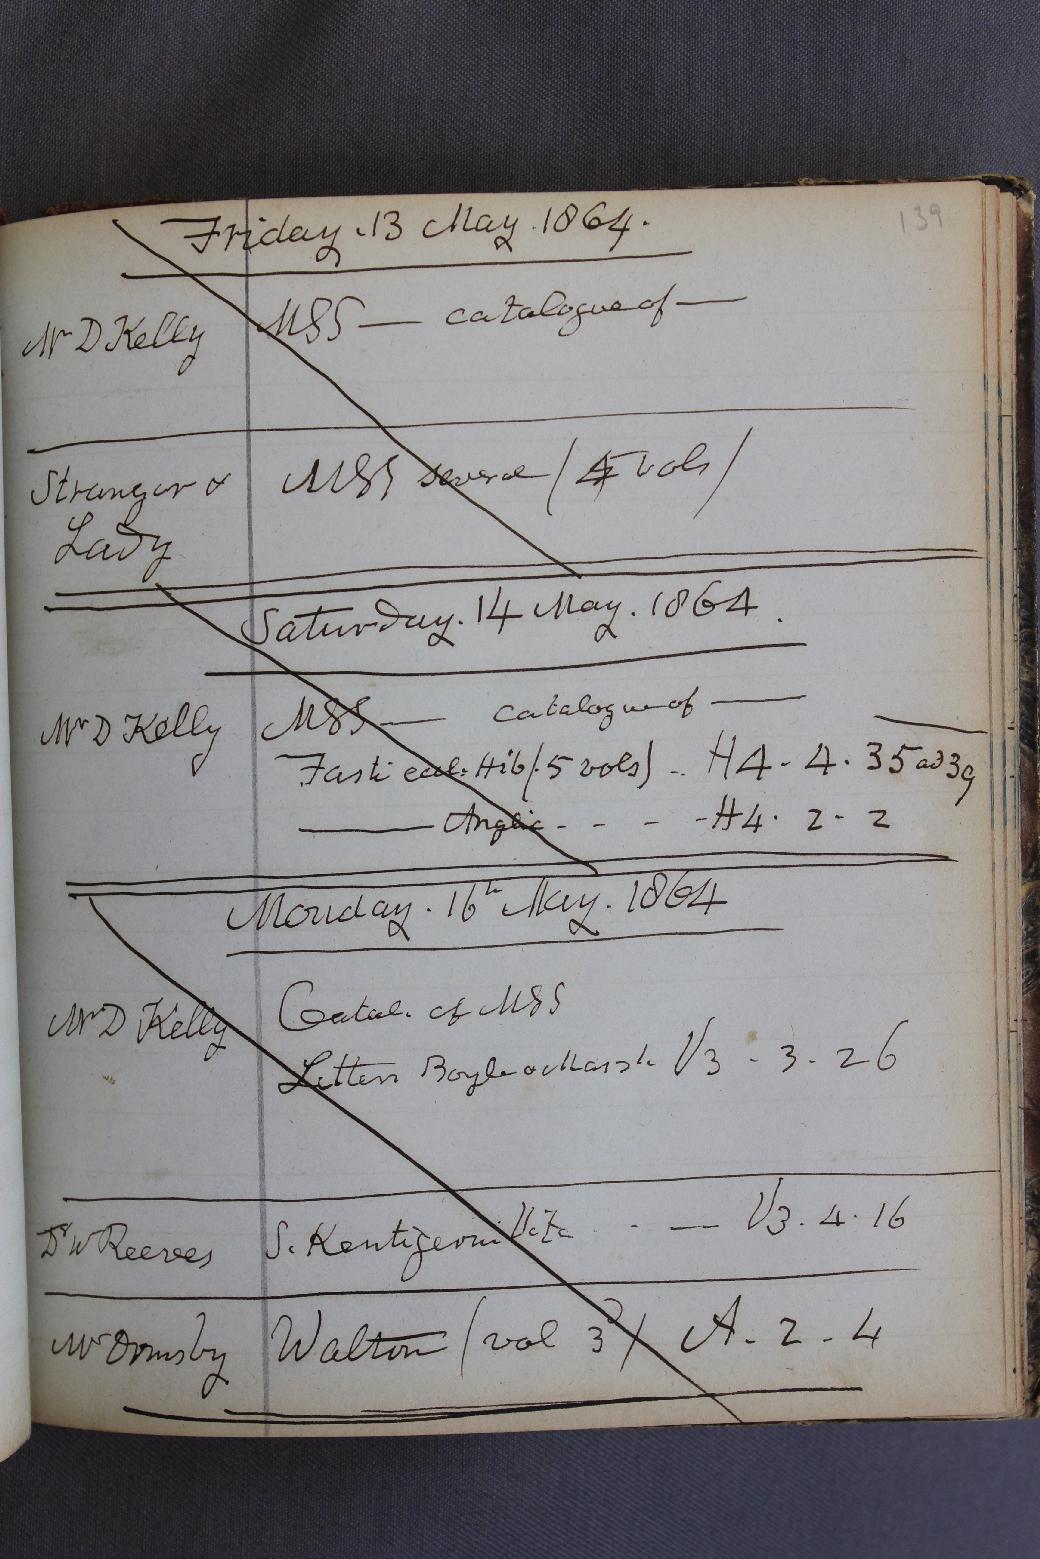 139
Friday . 13 May . 1864.
Mr D Kelly MSS — catalogue of —
Stranger & MSS several (4 vols)
Lady
Saturday . 14 May . 1864 .
Mr D Kelly MSS — catalogue of —
Fasti eccl. Hib (5 vols) - H4 . 4 . 35 ad 39
—— Anglic - - - - H4 . 2 - 2
Monday . 16th May . 1864
Mr D Kelly Catal. of MSS
Letters Boyle & Marsh V3 - 3 - 26
Dr W Reeves S. Kentigerni Vita - - — V3 . 4 . 16
Mr Ormsby Walton (vol 3) A - 2 - 4